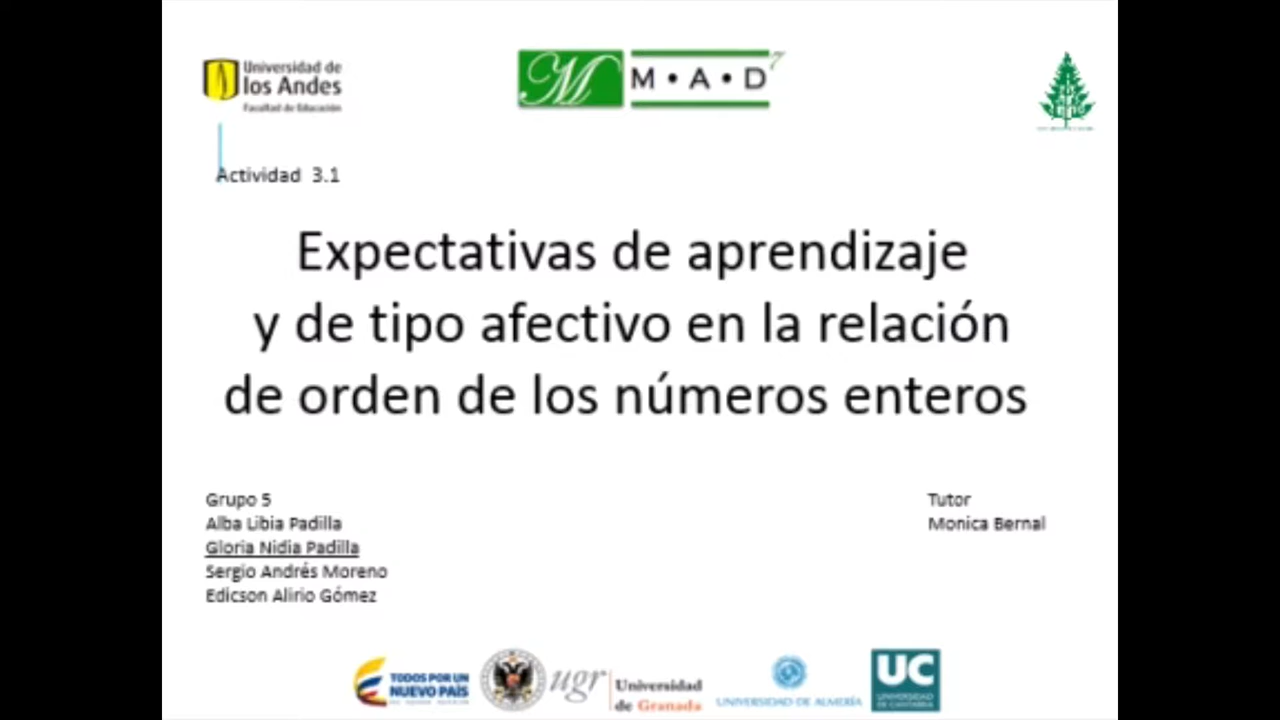 Universidad de
los Andes
Facultad de Educación
M M • A • D 7
Actividad 3.1
Expectativas de aprendizaje
y de tipo afectivo en la relación
de orden de los números enteros
Grupo 5
Alba Libia Padilla
Gloria Nidia Padilla
Sergio Andrés Moreno
Edicson Alirio Gómez
Tutor
Monica Bernal
TODOS POR UN
NUEVO PAÍS
ugr Universidad
de Granada
UNIVERSIDAD DE ALMERÍA
UC
UNIVERSIDAD
DE CANTABRIA